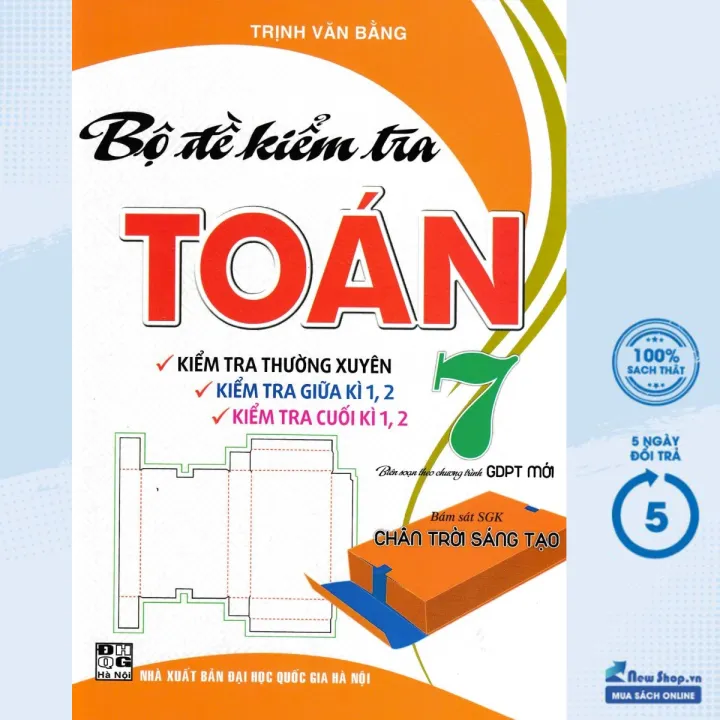 TRỊNH VĂN BẰNG
Bộ đề kiểm tra
TOÁN
7
✓ KIỂM TRA THƯỜNG XUYÊN
✓ KIỂM TRA GIỮA KÌ 1, 2
✓ KIỂM TRA CUỐI KÌ 1, 2
Biên soạn theo chương trình GDPT MỚI
Bám sát SGK
CHÂN TRỜI SÁNG TẠO
ĐH
QG
Hà Nội
NHÀ XUẤT BẢN ĐẠI HỌC QUỐC GIA HÀ NỘI
100%
SÁCH THẬT
5 NGÀY
ĐỔI TRẢ
5
NewShop.vn
MUA SÁCH ONLINE